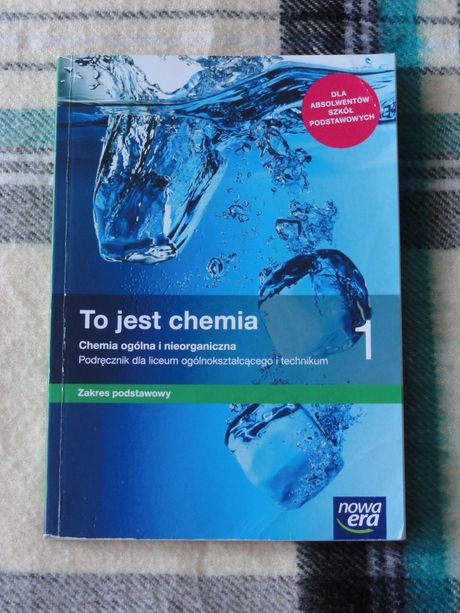 DLA
ABSOLWENTÓW
SZKÓŁ
PODSTAWOWYCH
To jest chemia
1
Chemia ogólna i nieorganiczna
Podręcznik dla liceum ogólnokształcącego i technikum
Zakres podstawowy
nowa
era